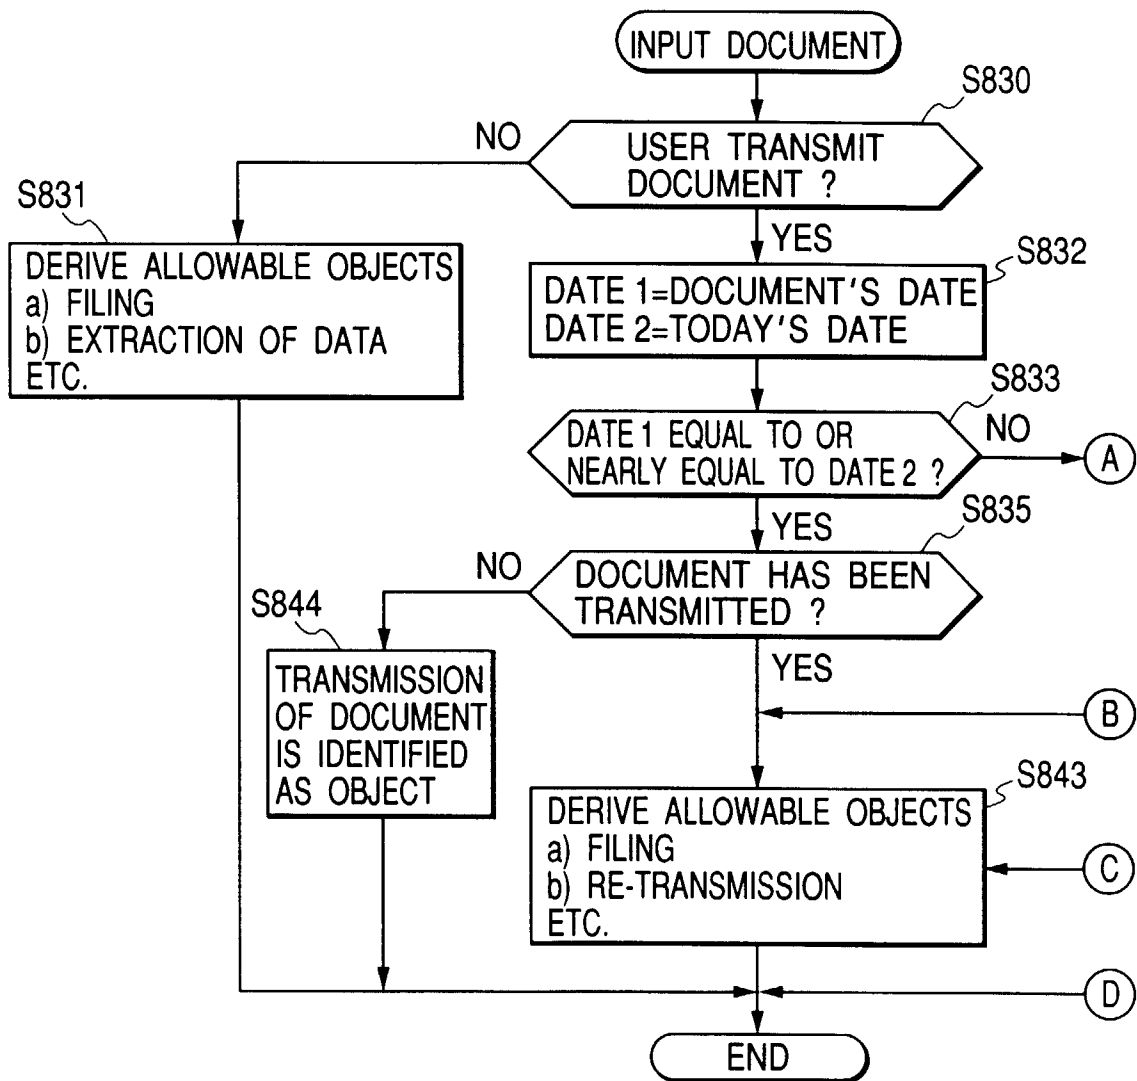 INPUT DOCUMENT
S830
NO
USER TRANSMIT
DOCUMENT ?
S831
YES
S832
DERIVE ALLOWABLE OBJECTS
a) FILING
b) EXTRACTION OF DATA
ETC.
DATE 1=DOCUMENT'S DATE
DATE 2=TODAY'S DATE
S833
DATE 1 EQUAL TO OR
NEARLY EQUAL TO DATE 2 ?
NO
A
YES
S835
NO
DOCUMENT HAS BEEN
TRANSMITTED ?
S844
YES
TRANSMISSION
OF DOCUMENT
IS IDENTIFIED
AS OBJECT
B
S843
DERIVE ALLOWABLE OBJECTS
a) FILING
b) RE-TRANSMISSION
ETC.
C
D
END